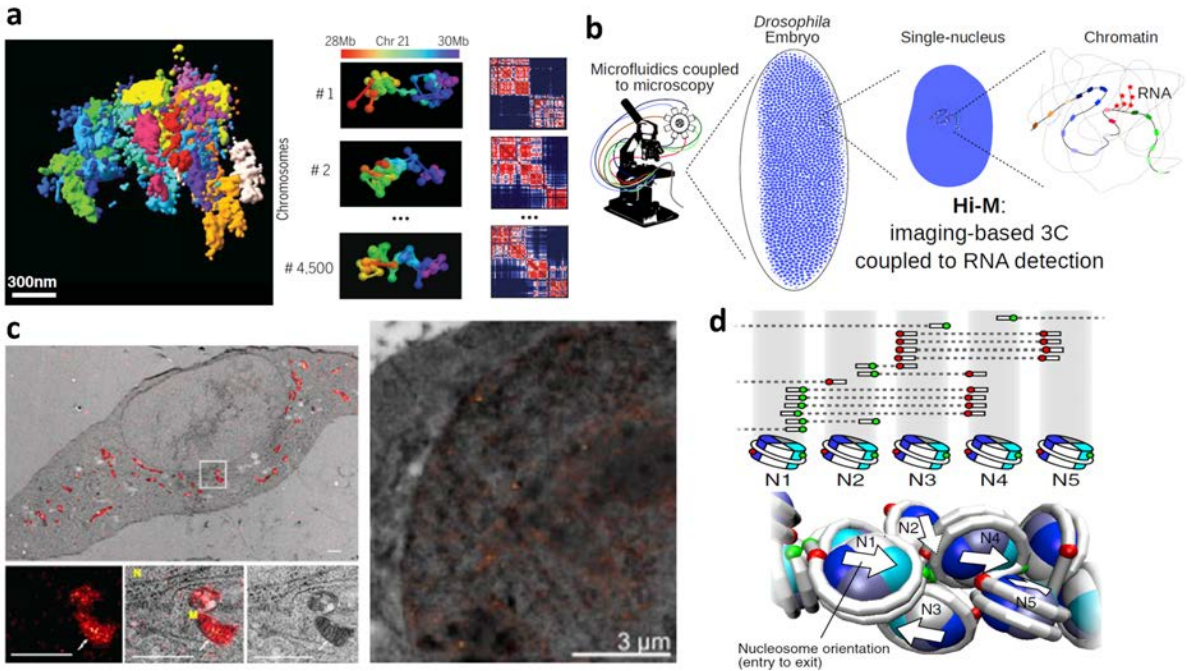 a
28Mb Chr 21 30Mb
# 1
# 2
•••
•••
# 4,500
Chromosomes
300nm
b
Drosophila
Embryo
Microfluidics coupled
to microscopy
Single-nucleus
Chromatin
RNA
Hi-M:
imaging-based 3C
coupled to RNA detection
c
N
M
3 µm
d
N1 N2 N3 N4 N5
N1
N2
N4
N5
N3
Nucleosome orientation
(entry to exit)